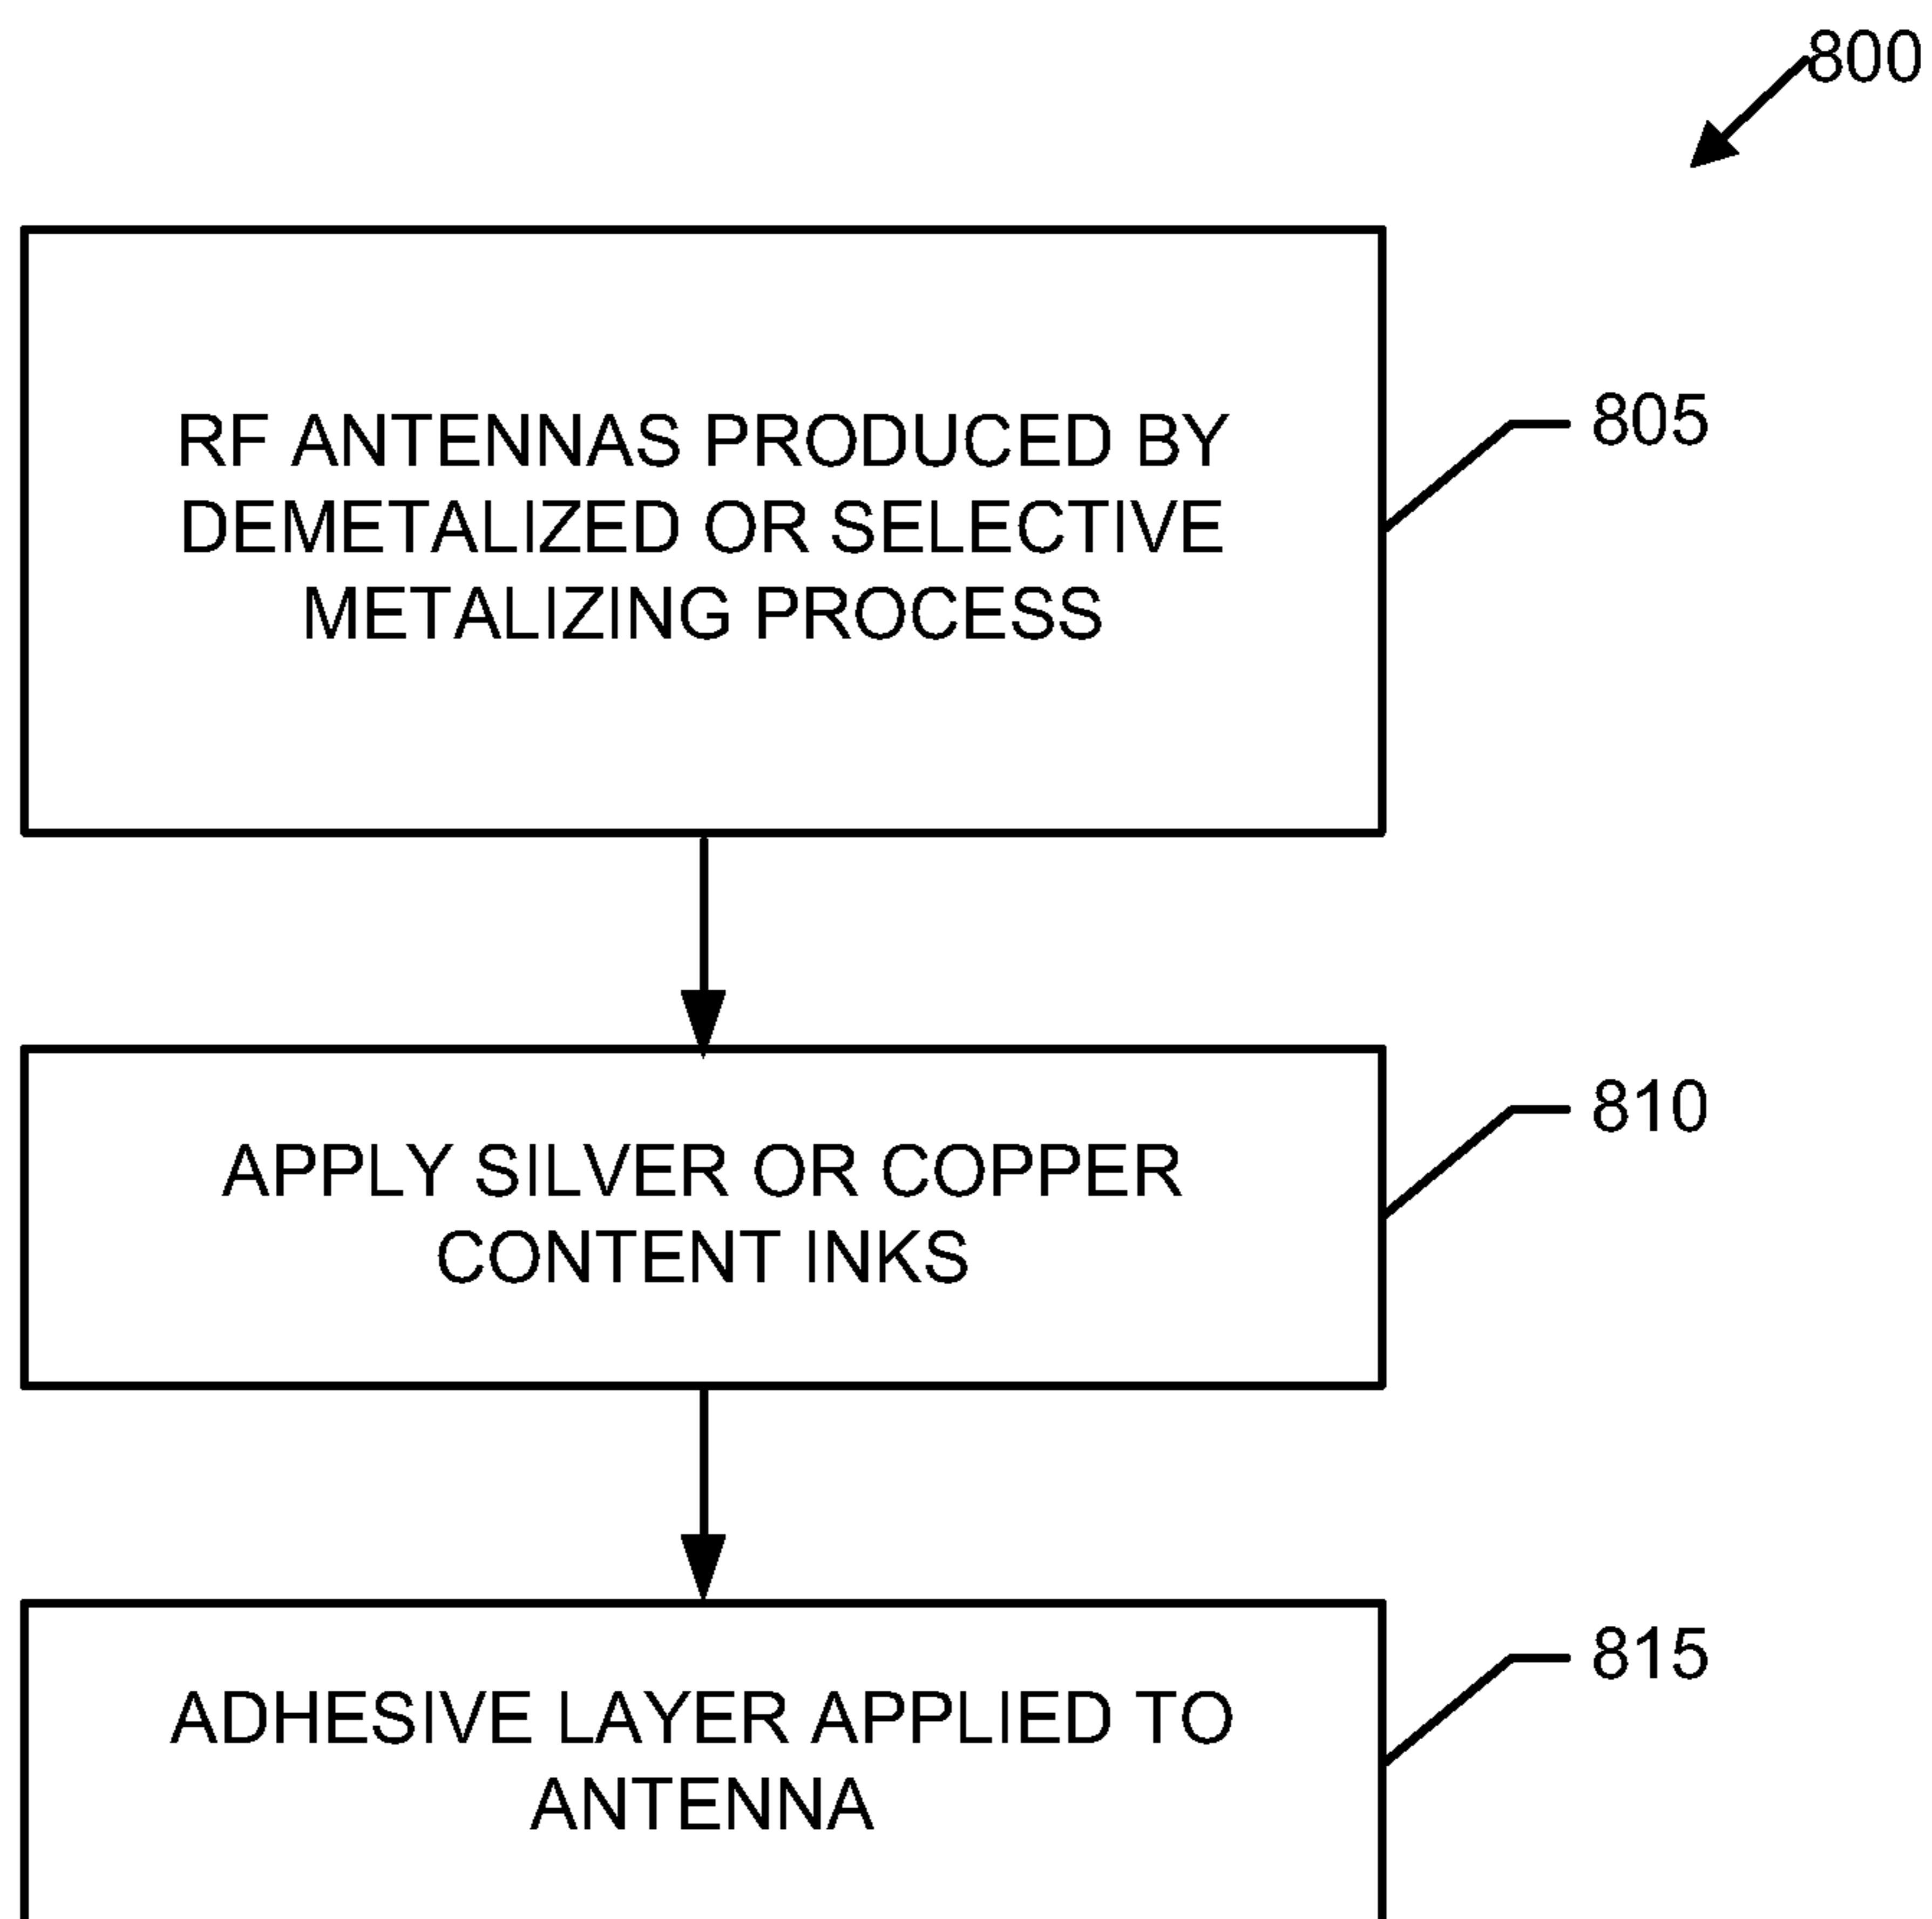 800
RF ANTENNAS PRODUCED BY
DEMETALIZED OR SELECTIVE
METALIZING PROCESS
805
APPLY SILVER OR COPPER
CONTENT INKS
810
ADHESIVE LAYER APPLIED TO
ANTENNA
815